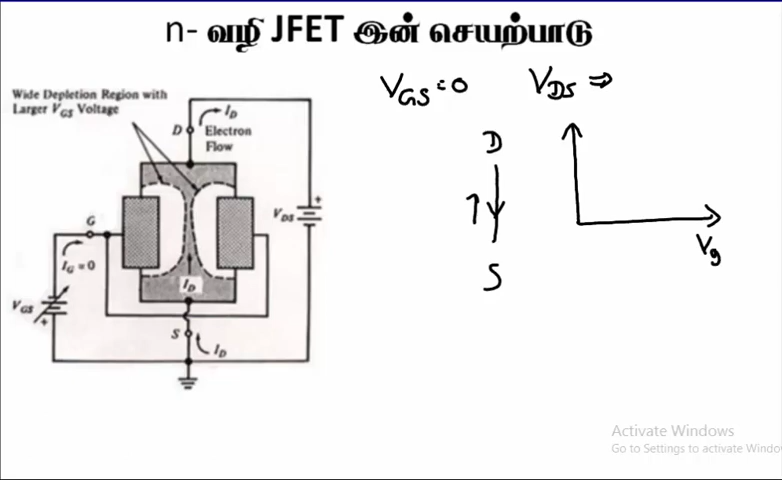 n- வழி JFET இன் செயற்பாடு
Wide Depletion Region with
Larger VGS Voltage
D
ID
Electron
Flow
G
IG = 0
VGS
+
VDS
+
ID
S
ID
VGS = 0
VDS ⇒
D
S
Vg
Activate Windows
Go to Settings to activate Windo